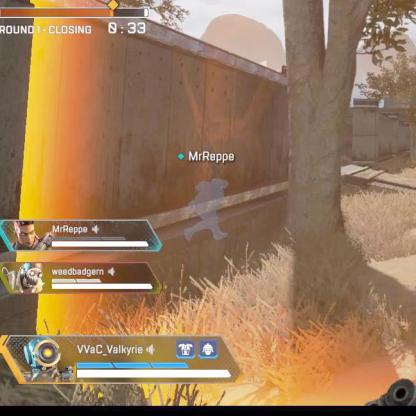 ROUND 1 - CLOSING 0:33
MrReppe
MrReppe
weedbadgern
VVaC_Valkyrie